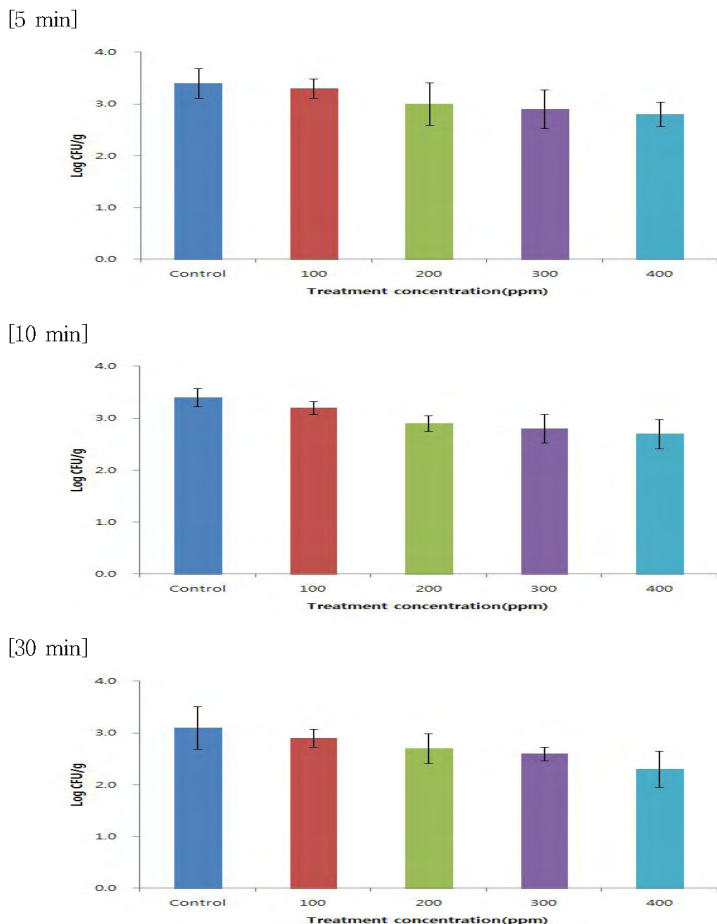 [5 min]
4.0
3.0
2.0
1.0
0.0
Log CFU/g
Control 100 200 300 400
Treatment concentration(ppm)
[10 min]
4.0
3.0
2.0
1.0
0.0
Log CFU/g
Control 100 200 300 400
Treatment concentration(ppm)
[30 min]
4.0
3.0
2.0
1.0
0.0
Log CFU/g
Control 100 200 300 400
Treatment concentration(ppm)